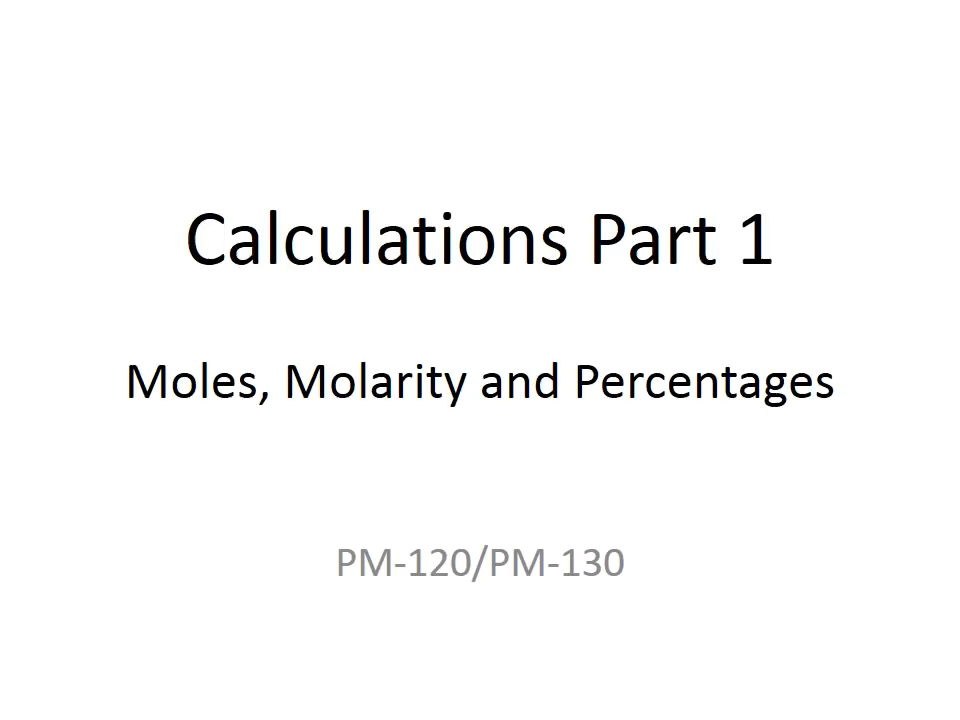 Calculations Part 1
Moles, Molarity and Percentages
PM-120/PM-130